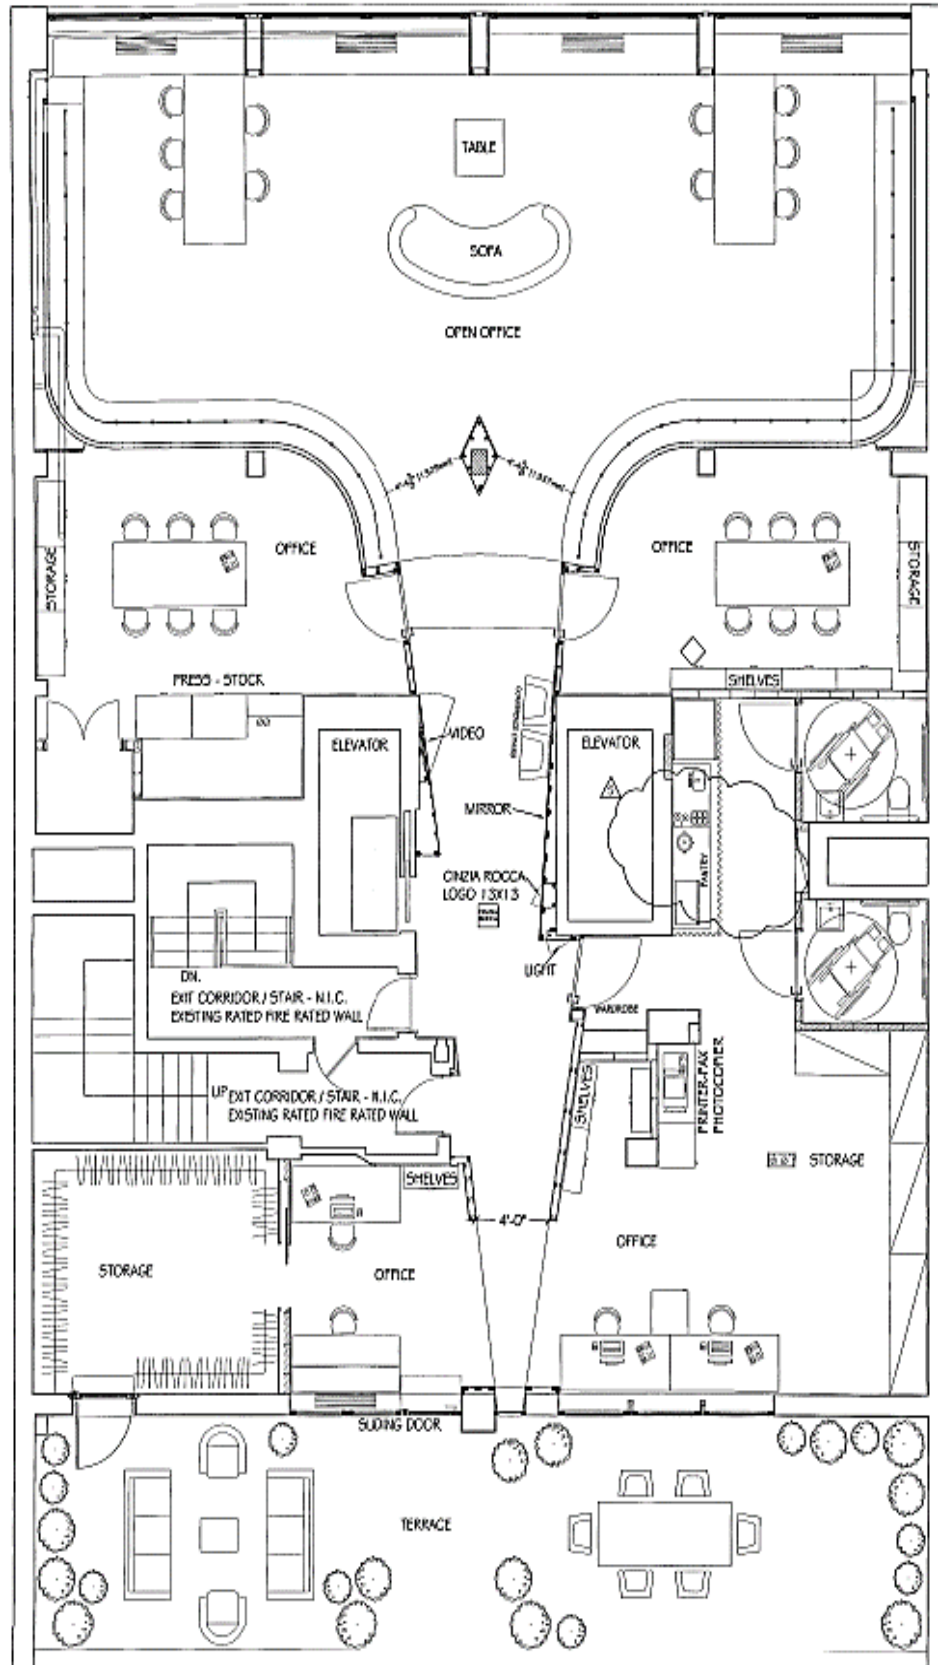 TABLE
SOFA
OPEN OFFICE
OFFICE
OFFICE
STORAGE
STORAGE
PRESS - STOCK
SHELVES
ELEVATOR
VIDEO
ELEVATOR
MIRROR
PANTRY
CINZIA ROCCA
LOGO 13X13
LIGHT
DN.
EXIT CORRIDOR / STAIR - N.I.C.
EXISTING RATED FIRE RATED WALL
WARDROBE
PRINTER-FAX
PHOTOCOPIER
SHELVES
UP
EXIT CORRIDOR / STAIR - N.I.C.
EXISTING RATED FIRE RATED WALL
SHELVES
STORAGE
4'-0"
OFFICE
STORAGE
OFFICE
SLIDING DOOR
TERRACE